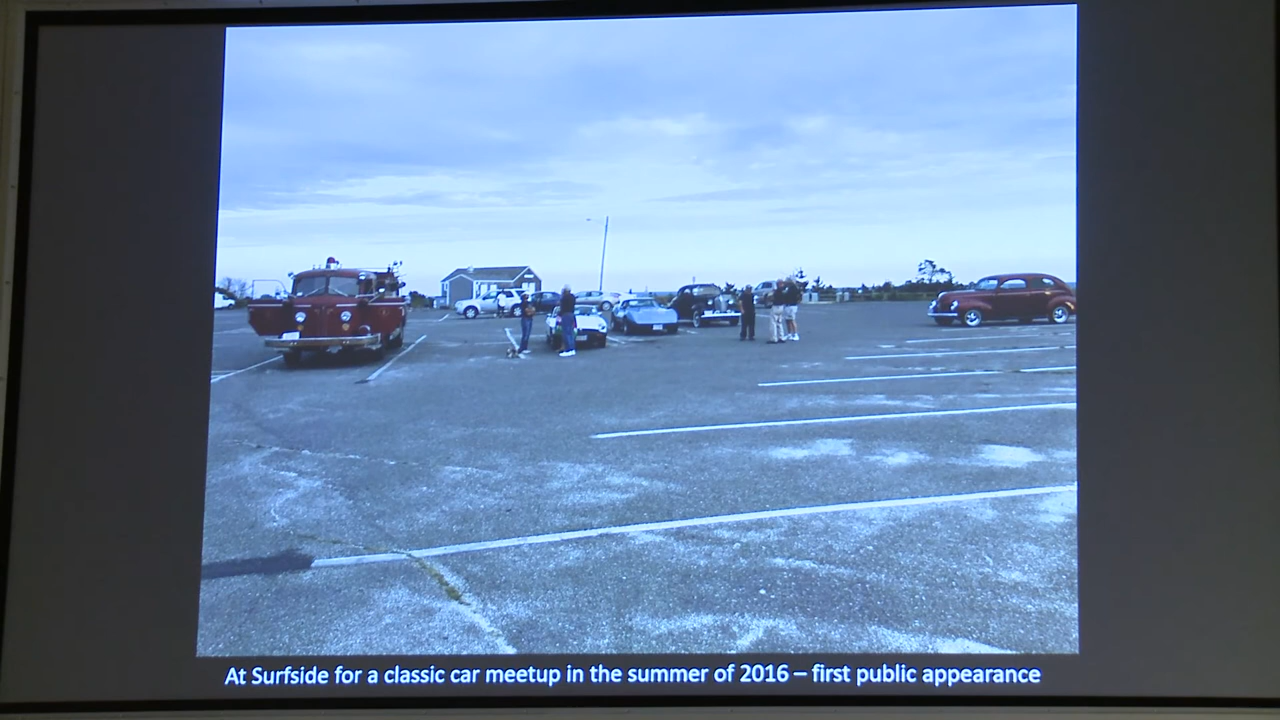 At Surfside for a classic car meetup in the summer of 2016 – first public appearance